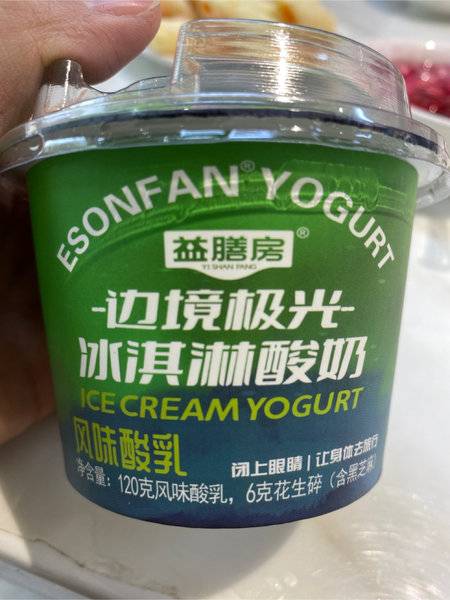 ESONFAN® YOGURT
益膳房®
YI SHAN FANG
边境极光
冰淇淋酸奶
ICE CREAM YOGURT
风味酸乳
闭上眼睛|让身体去旅行
净含量:120克风味酸乳,6克花生碎(含黑芝麻)